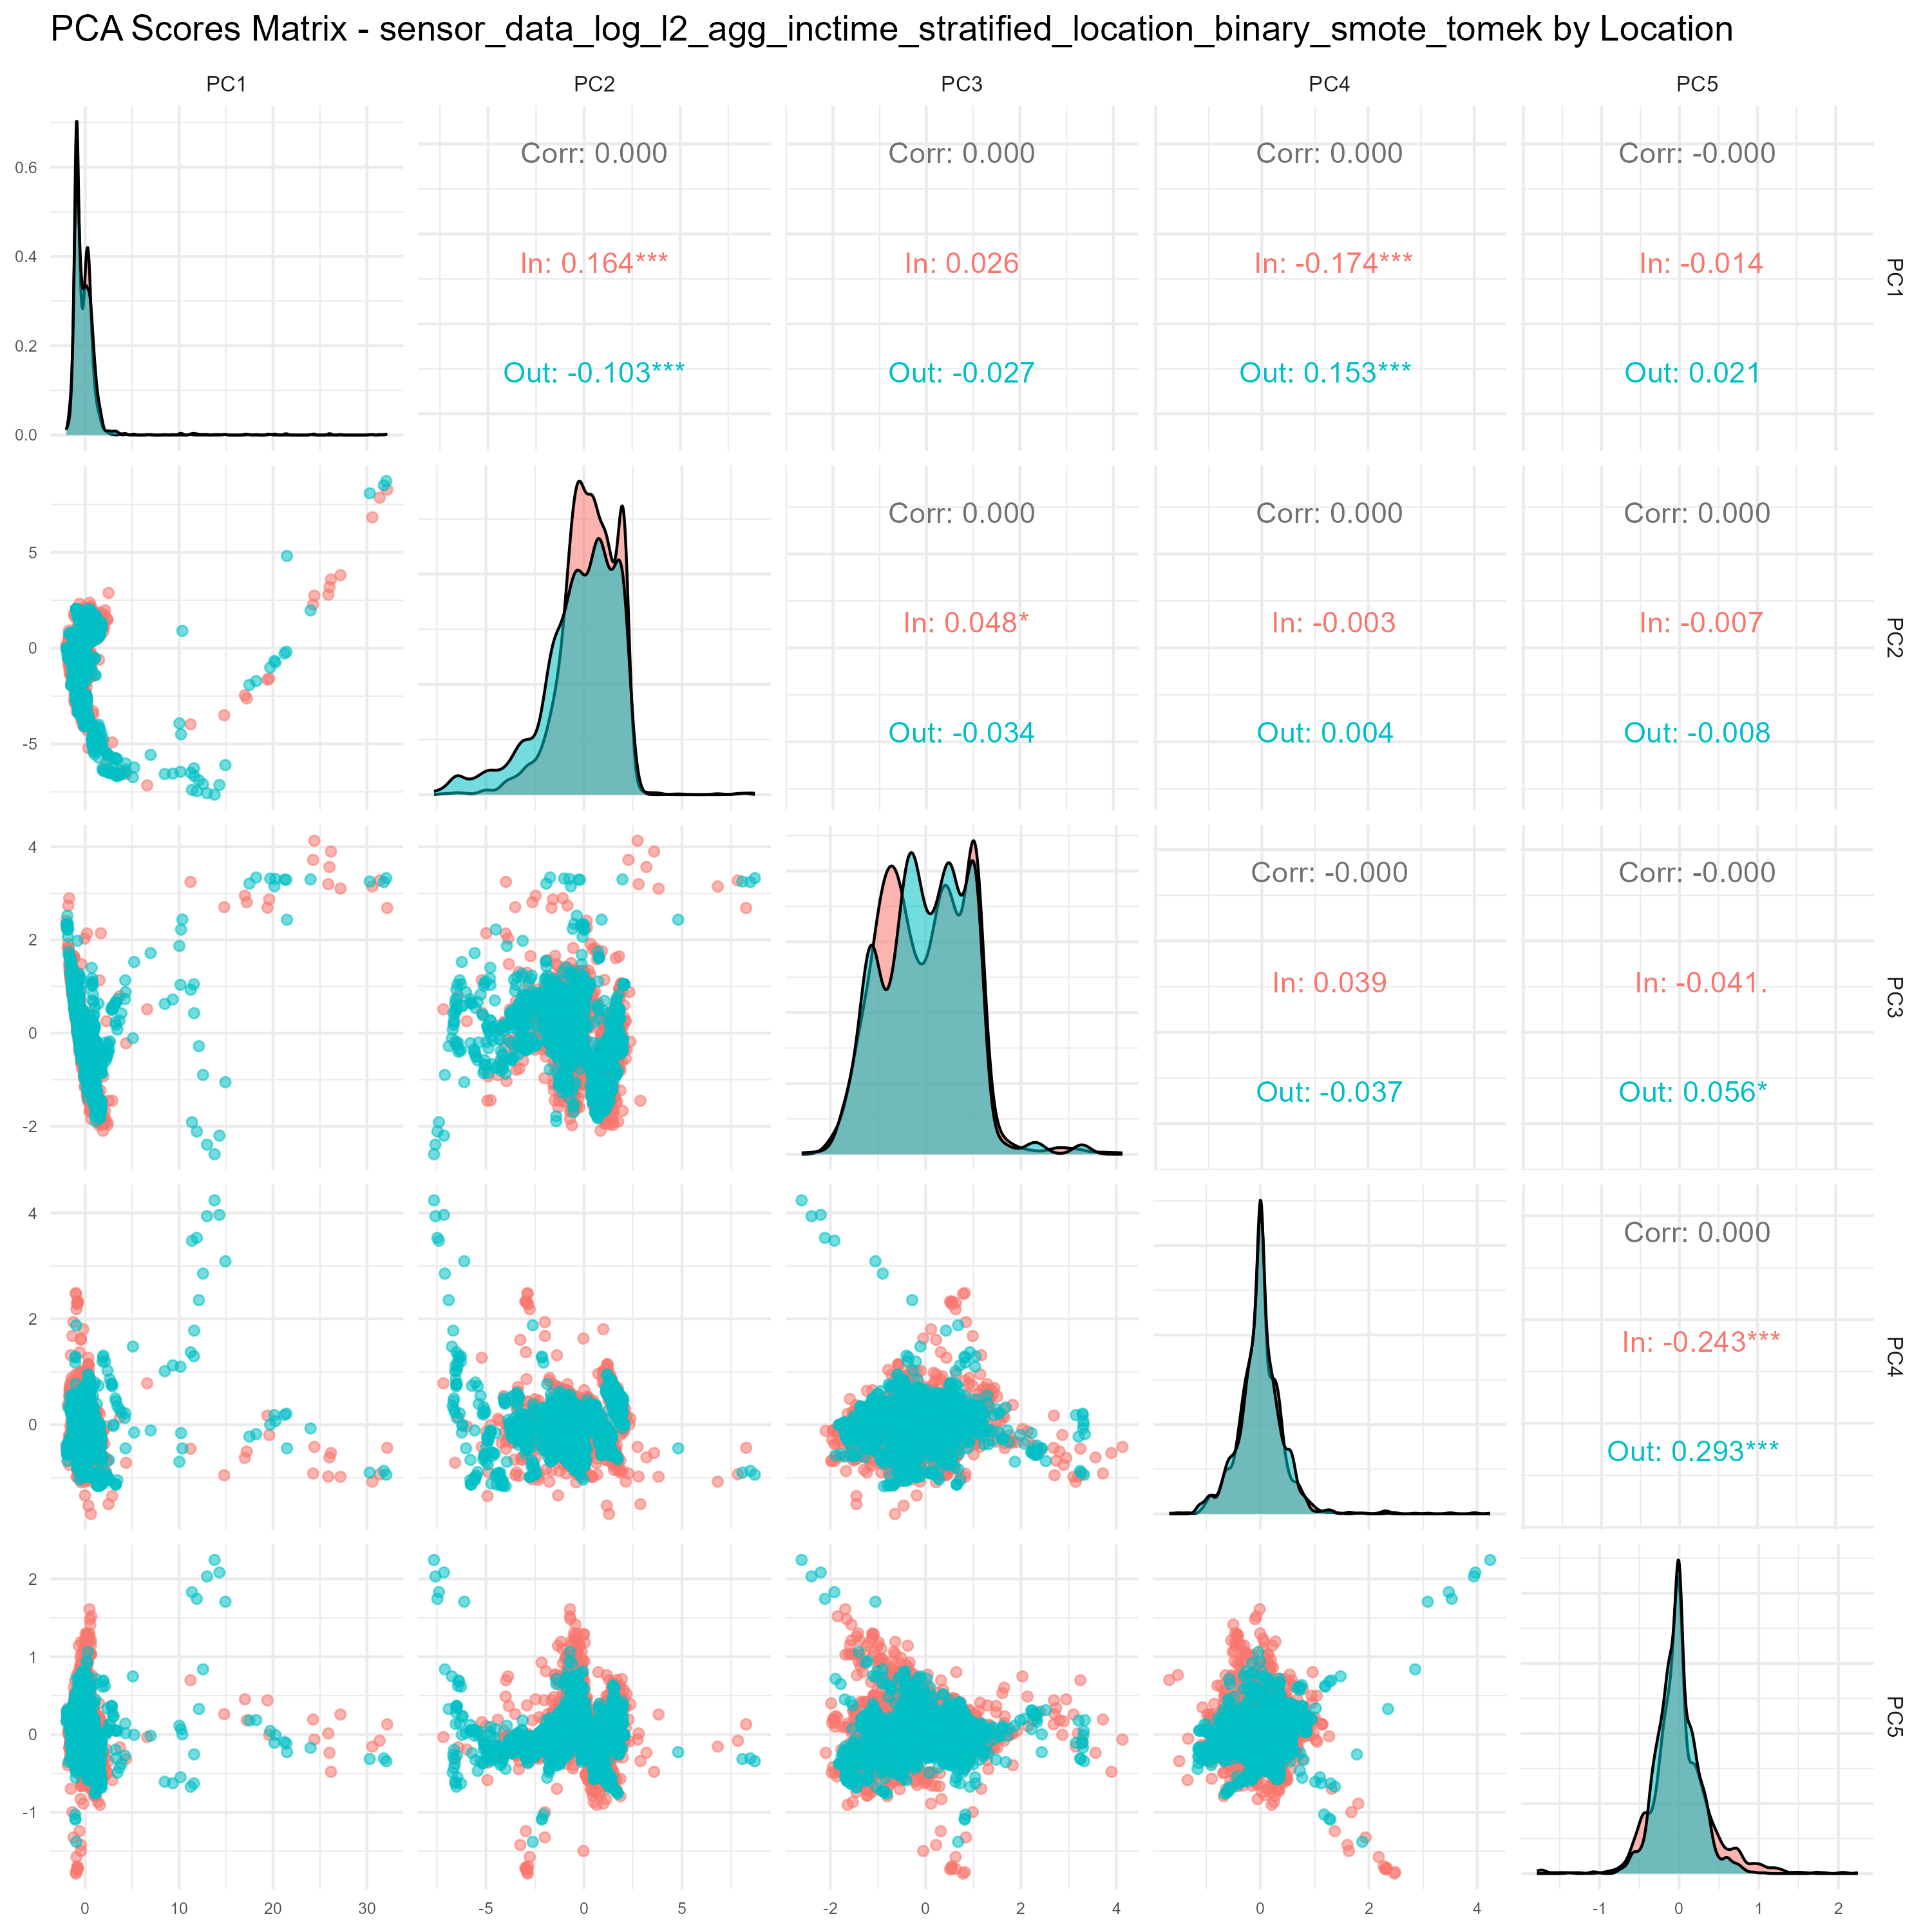 PCA Scores Matrix - sensor_data_log_l2_agg_inctime_stratified_location_binary_smote_tomek by Location
PC1 PC2 PC3 PC4 PC5
0.6
0.4
0.2
0.0
Corr: 0.000
In: 0.164***
Out: -0.103***
Corr: 0.000
In: 0.026
Out: -0.027
Corr: 0.000
In: -0.174***
Out: 0.153***
Corr: -0.000
In: -0.014
Out: 0.021
PC1
5
0
-5
Corr: 0.000
In: 0.048*
Out: -0.034
Corr: 0.000
In: -0.003
Out: 0.004
Corr: 0.000
In: -0.007
Out: -0.008
PC2
4
2
0
-2
Corr: -0.000
In: 0.039
Out: -0.037
Corr: -0.000
In: -0.041.
Out: 0.056*
PC3
4
2
0
Corr: 0.000
In: -0.243***
Out: 0.293***
PC4
2
1
0
-1
PC5
0 10 20 30
-5 0 5
-2 0 2 4
0 2 4
-1 0 1 2